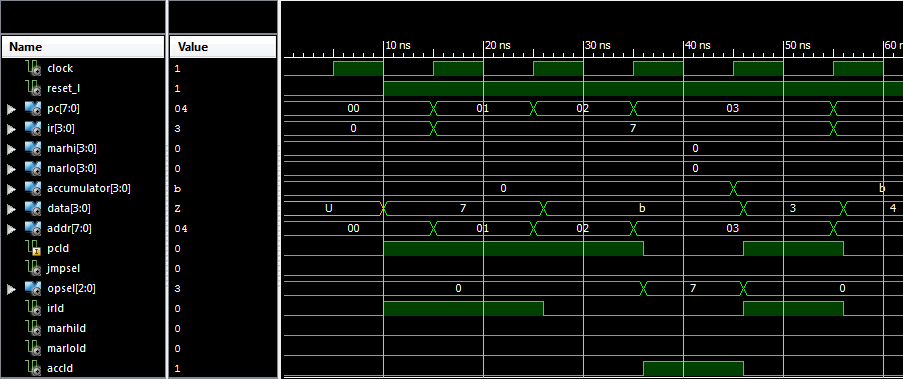 Name Value
10 ns 20 ns 30 ns 40 ns 50 ns 60 n
clock 1
reset_l 1
pc[7:0] 04 00 01 02 03
ir[3:0] 3 0 7
marhi[3:0] 0 0
marlo[3:0] 0 0
accumulator[3:0] b 0 b
data[3:0] Z U 7 b 3 4
addr[7:0] 04 00 01 02 03
pcld 0
jmpsel 0
opsel[2:0] 3 0 7 0
irld 0
marhild 0
marlold 0
accld 1